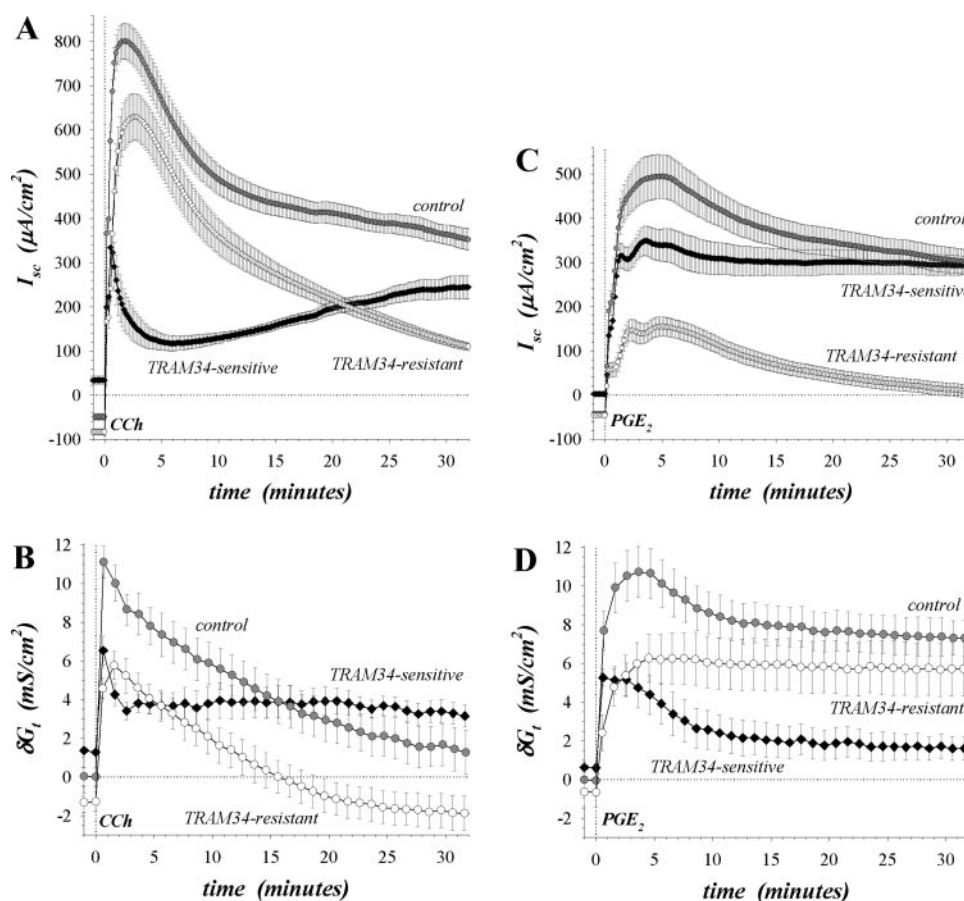 A
800
700
600
500
400
300
200
100
0
-100
I_sc (µA/cm²)
control
TRAM34-sensitive
TRAM34-resistant
CCh
0 5 10 15 20 25 30
time (minutes)
C
500
400
300
200
100
0
-100
I_sc (µA/cm²)
control
TRAM34-sensitive
TRAM34-resistant
PGE₂
0 5 10 15 20 25 30
time (minutes)
B
12
10
8
6
4
2
0
-2
δG_t (mS/cm²)
control
TRAM34-sensitive
TRAM34-resistant
CCh
0 5 10 15 20 25 30
time (minutes)
D
12
10
8
6
4
2
0
-2
δG_t (mS/cm²)
control
TRAM34-resistant
TRAM34-sensitive
PGE₂
0 5 10 15 20 25 30
time (minutes)